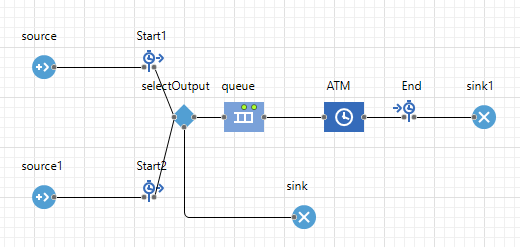 source
Start1
selectOutput
queue
ATM
End
sink1
source1
Start2
sink